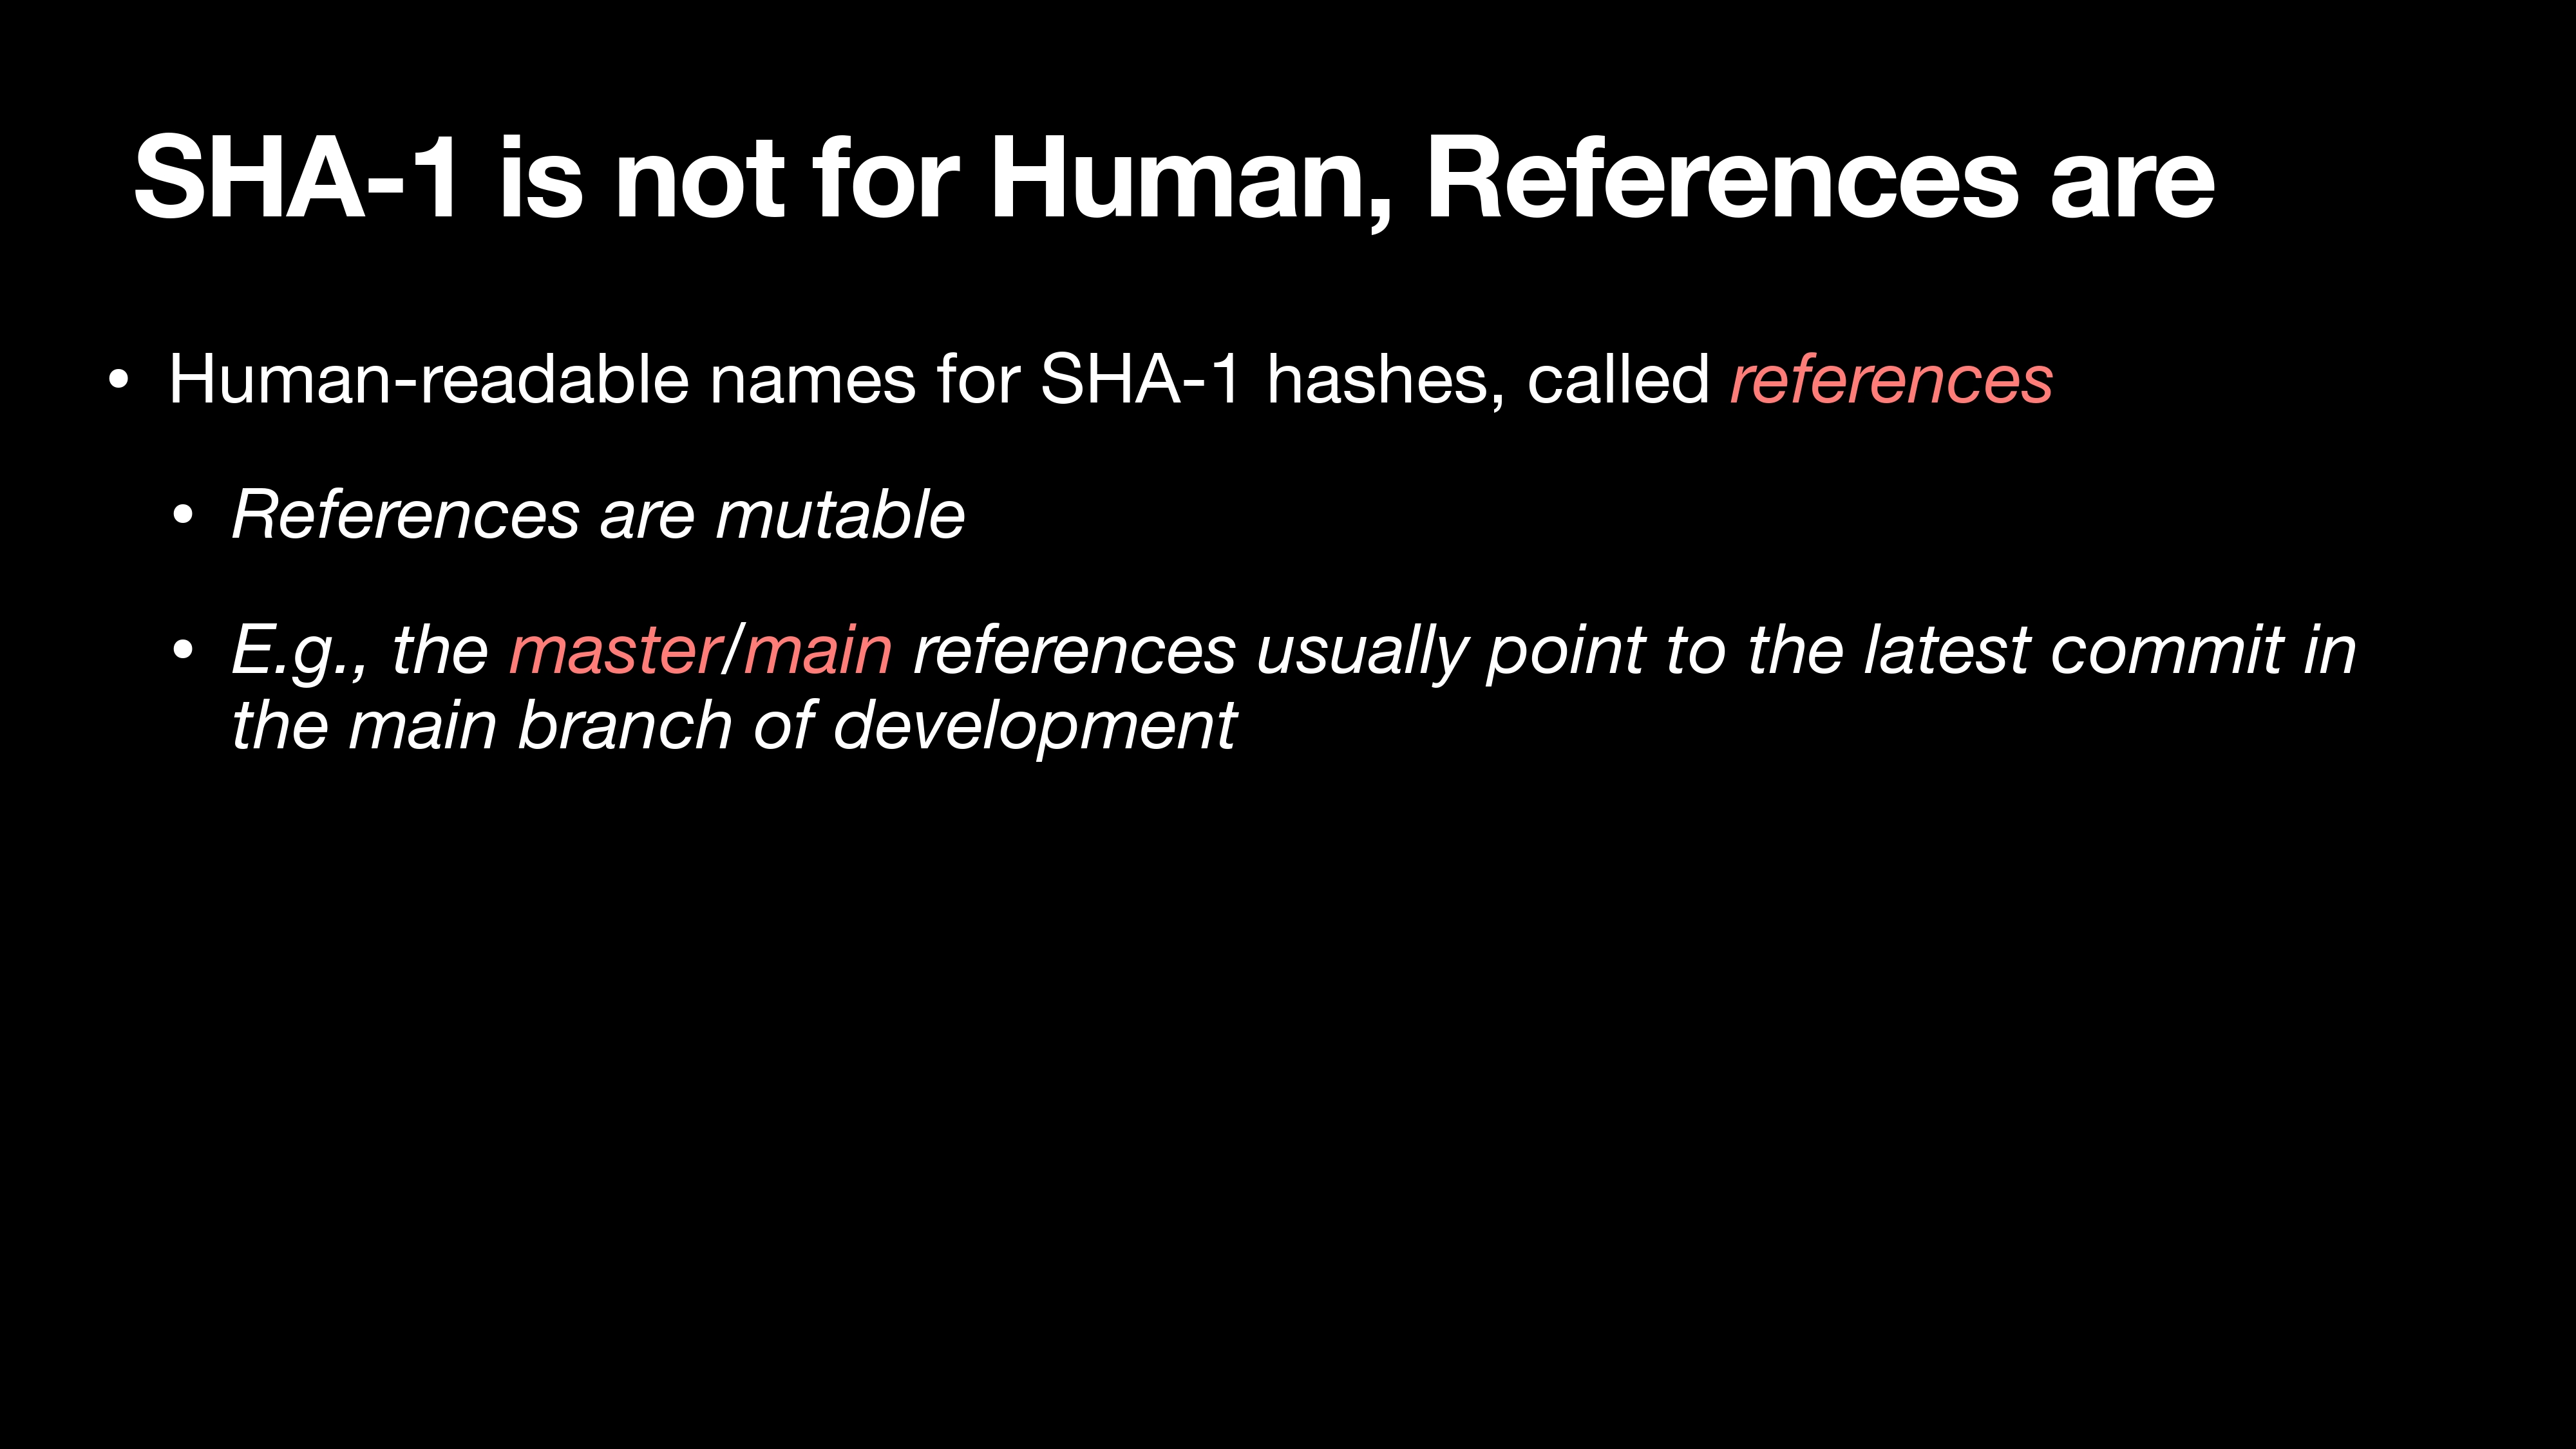 SHA-1 is not for Human, References are
• Human-readable names for SHA-1 hashes, called references
• References are mutable
• E.g., the master/main references usually point to the latest commit in
the main branch of development